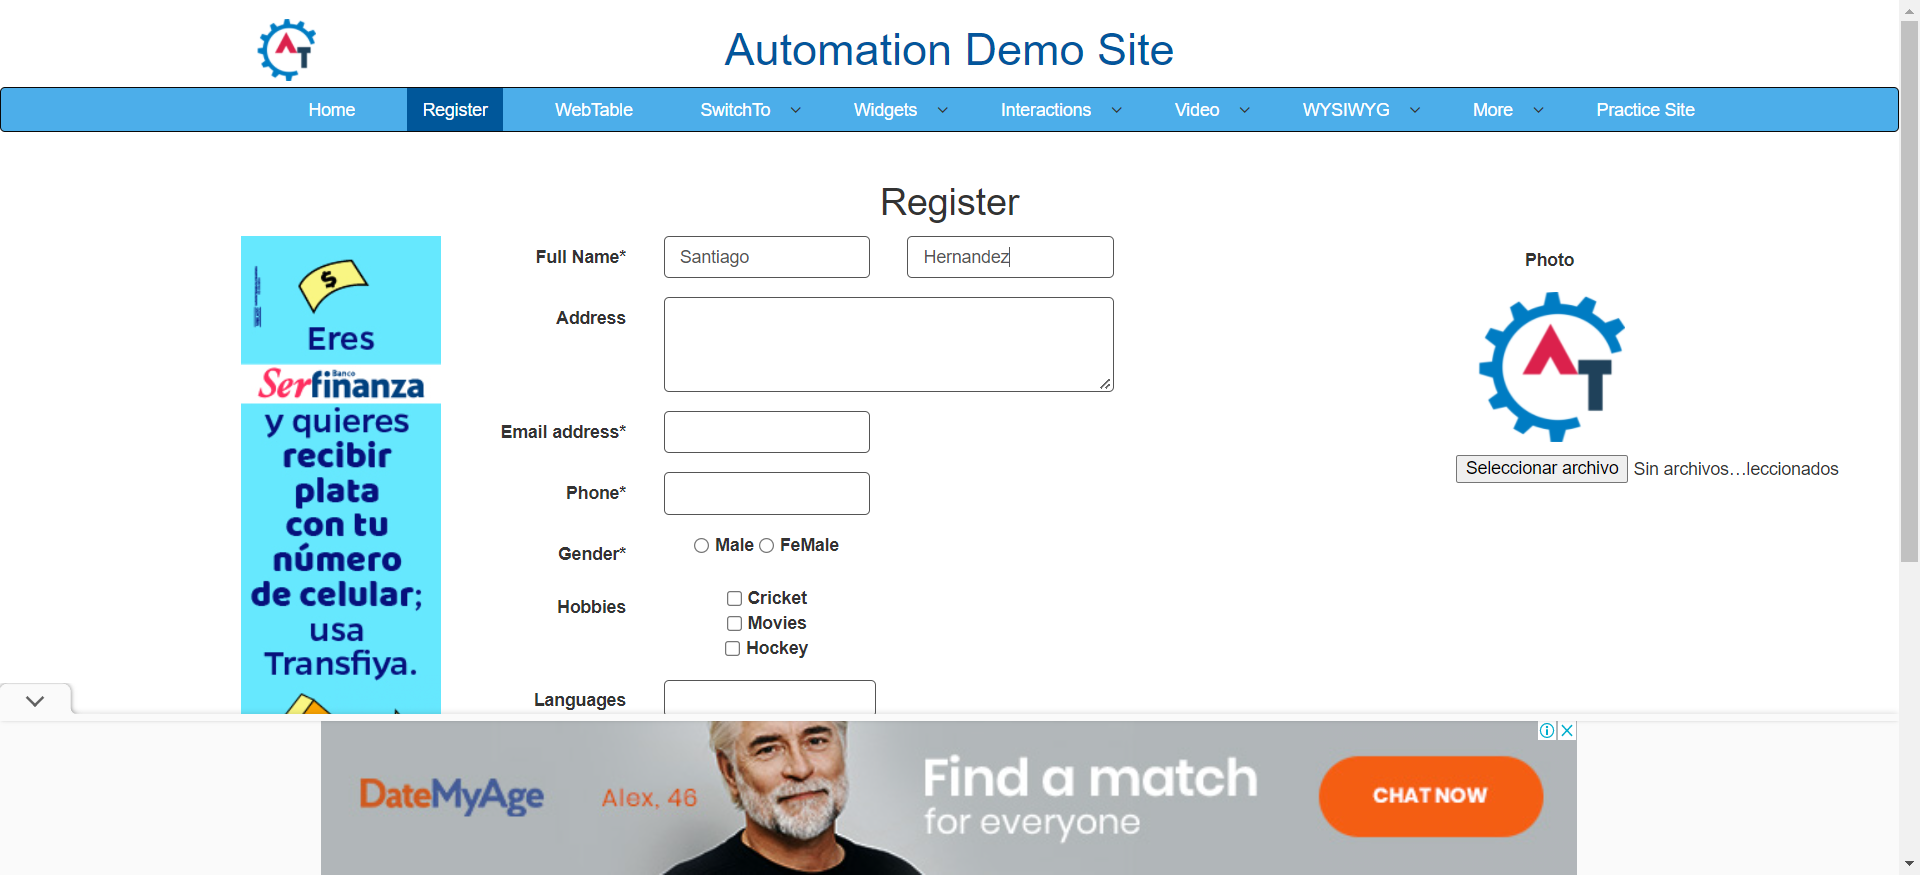 AT
Automation Demo Site
Home Register WebTable SwitchTo Widgets Interactions Video WYSIWYG More Practice Site
Register
Full Name* Santiago Hernandez
Photo
Address
AT
Email address*
Seleccionar archivo Sin archivos…leccionados
Phone*
Gender* Male FeMale
Hobbies Cricket
Movies
Hockey
Languages
$
Eres
Banco
Serfinanza
y quieres
recibir
plata
con tu
número
de celular;
usa
Transfiya.
DateMyAge
Alex, 46
Find a match
for everyone
CHAT NOW